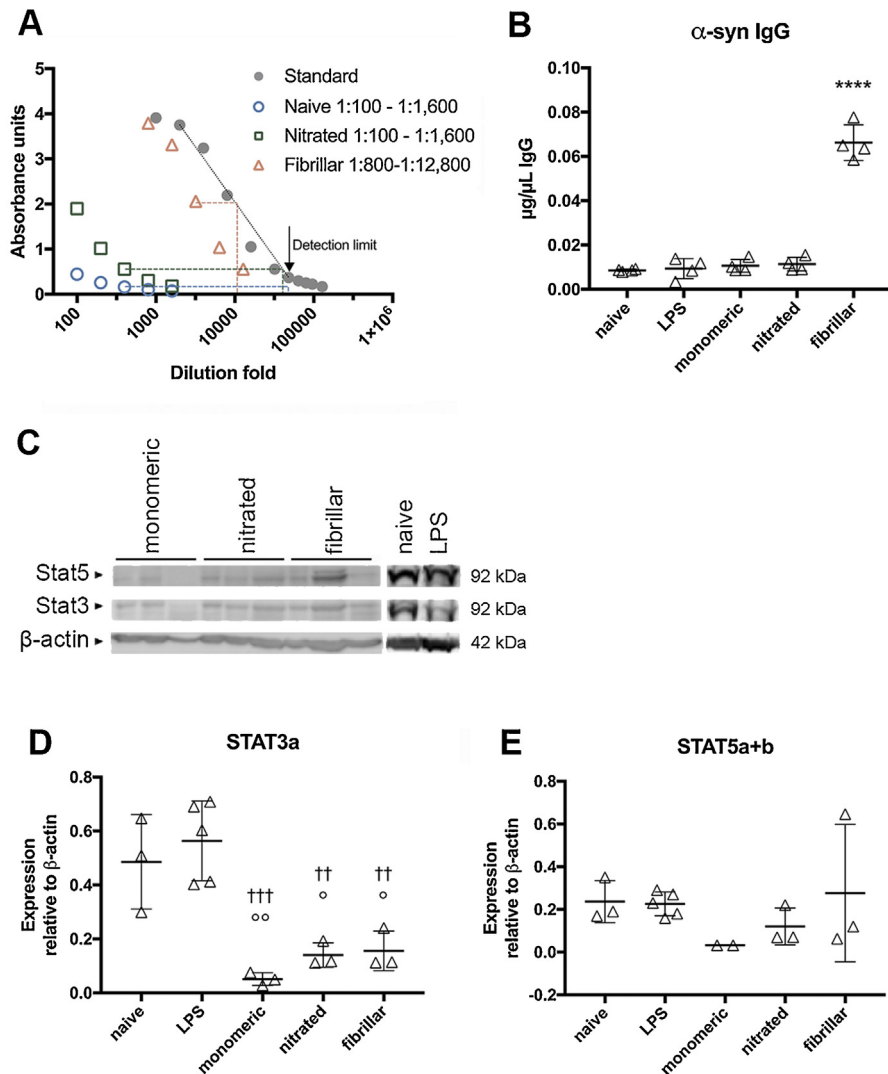 A
Absorbance units
5
4
3
2
1
0
100
1000
10000
100000
1×10⁶
Dilution fold
Standard
Naive 1:100 - 1:1,600
Nitrated 1:100 - 1:1,600
Fibrillar 1:800-1:12,800
Detection limit
B
α-syn IgG
µg/µL IgG
0.10
0.08
0.06
0.04
0.02
0.00
****
naive
LPS
monomeric
nitrated
fibrillar
C
monomeric
nitrated
fibrillar
naive
LPS
Stat5
92 kDa
Stat3
92 kDa
β-actin
42 kDa
D
STAT3a
Expression
relative to β-actin
0.8
0.6
0.4
0.2
0.0
†††
°°
††
°
††
°
naive
LPS
monomeric
nitrated
fibrillar
E
STAT5a+b
Expression
relative to β-actin
0.8
0.6
0.4
0.2
0.0
-0.2
naive
LPS
monomeric
nitrated
fibrillar